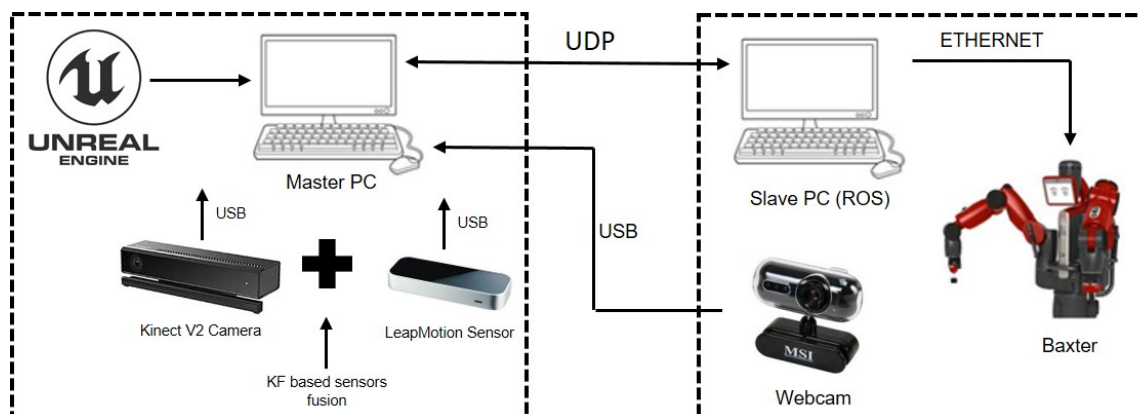 UDP
ETHERNET
UNREAL
ENGINE
Master PC
Slave PC (ROS)
USB
USB
USB
Kinect V2 Camera
LeapMotion Sensor
MSI
Baxter
KF based sensors
fusion
Webcam